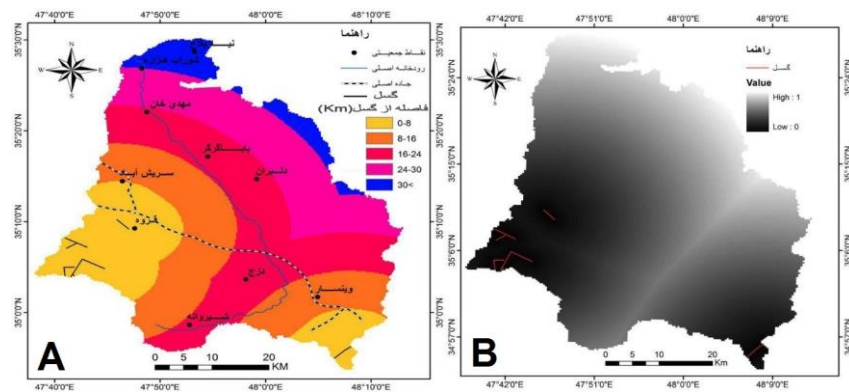 47°40'0"E
47°50'0"E
48°0'0"E
48°10'0"E
35°30'0"N
35°20'0"N
35°10'0"N
35°0'0"N
N
W
E
S
راهنما
نقاط جمعیتی
رودخانه اصلی
جاده اصلی
گسل
فاصله از گسل(Km)
0-8
8-16
16-24
24-30
30<
مهدی خان
باباگرگر
دلبران
سریش آباد
قروه
دزج
وینسار
شیروانه
0 5 10 20
KM
A
47°42'0"E
47°51'0"E
48°0'0"E
48°9'0"E
35°24'0"N
35°15'0"N
35°6'0"N
34°57'0"N
N
W
E
S
راهنما
گسل
Value
High : 1
Low : 0
0 5 10 20
Km
B